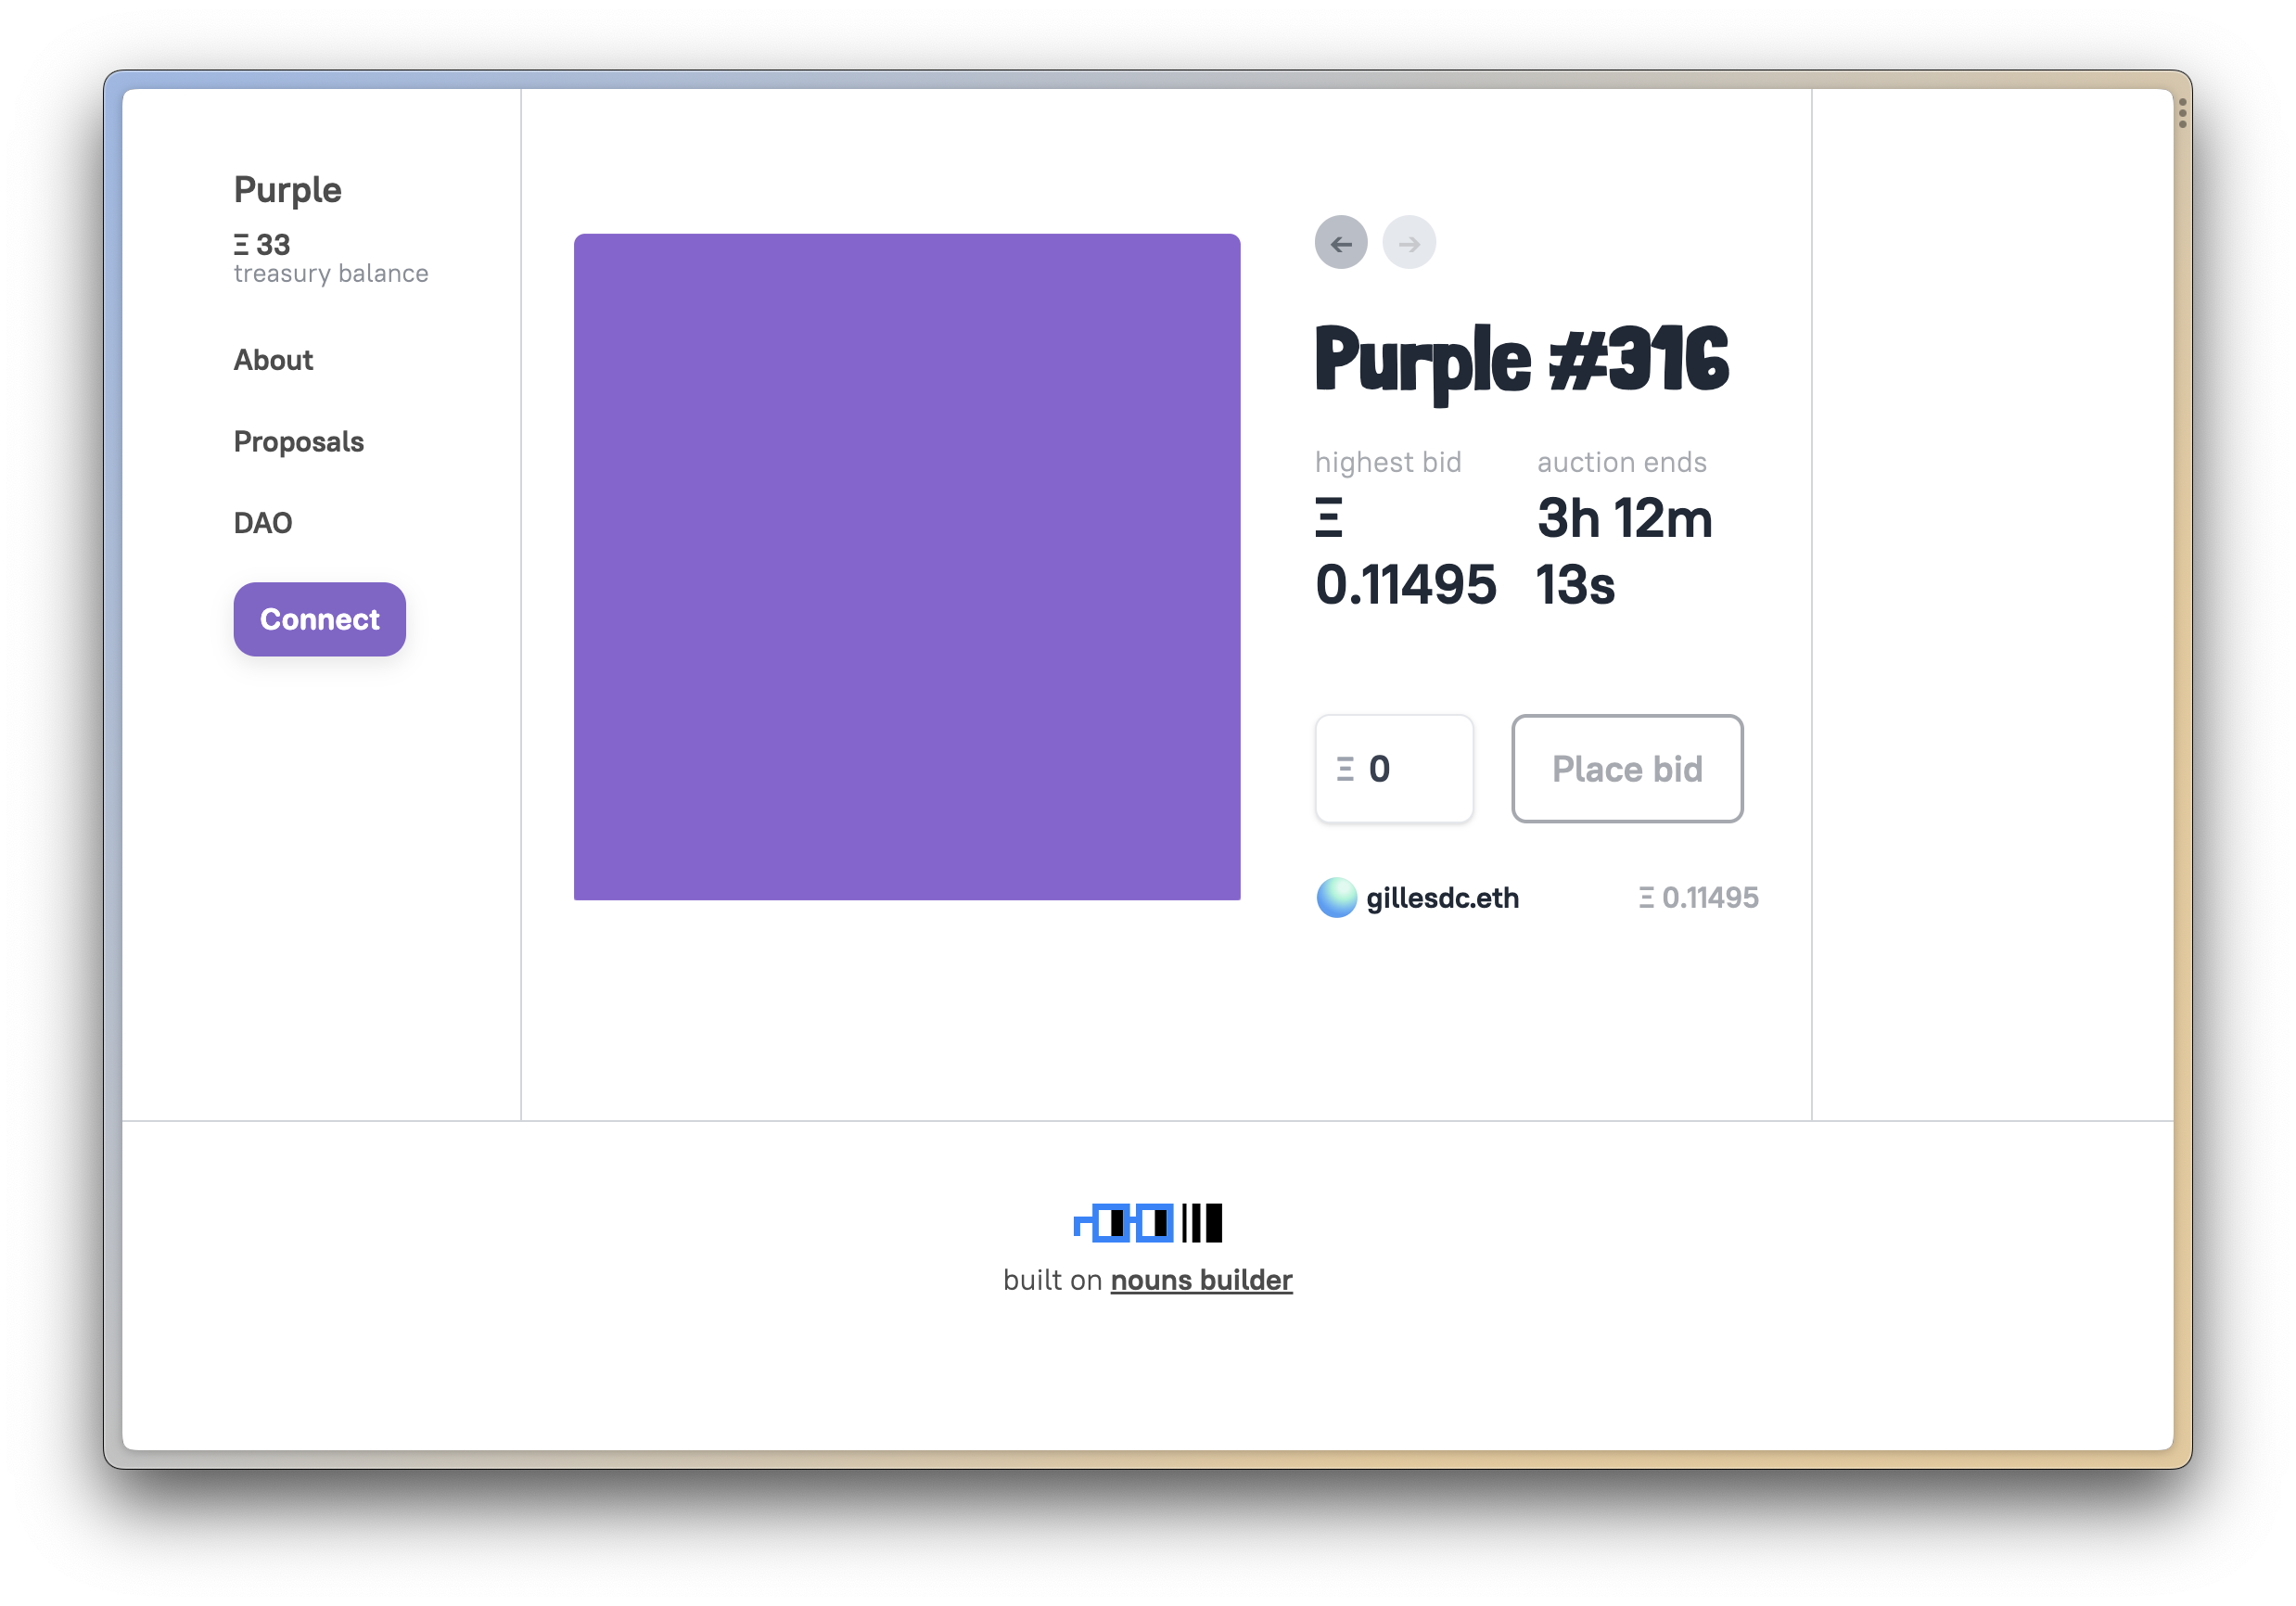 Purple
Ξ 33
treasury balance
About
Proposals
DAO
Connect
←
→
Purple #316
highest bid
Ξ
0.11495
auction ends
3h 12m
13s
Ξ 0
Place bid
gillesdc.eth
Ξ 0.11495
built on nouns builder